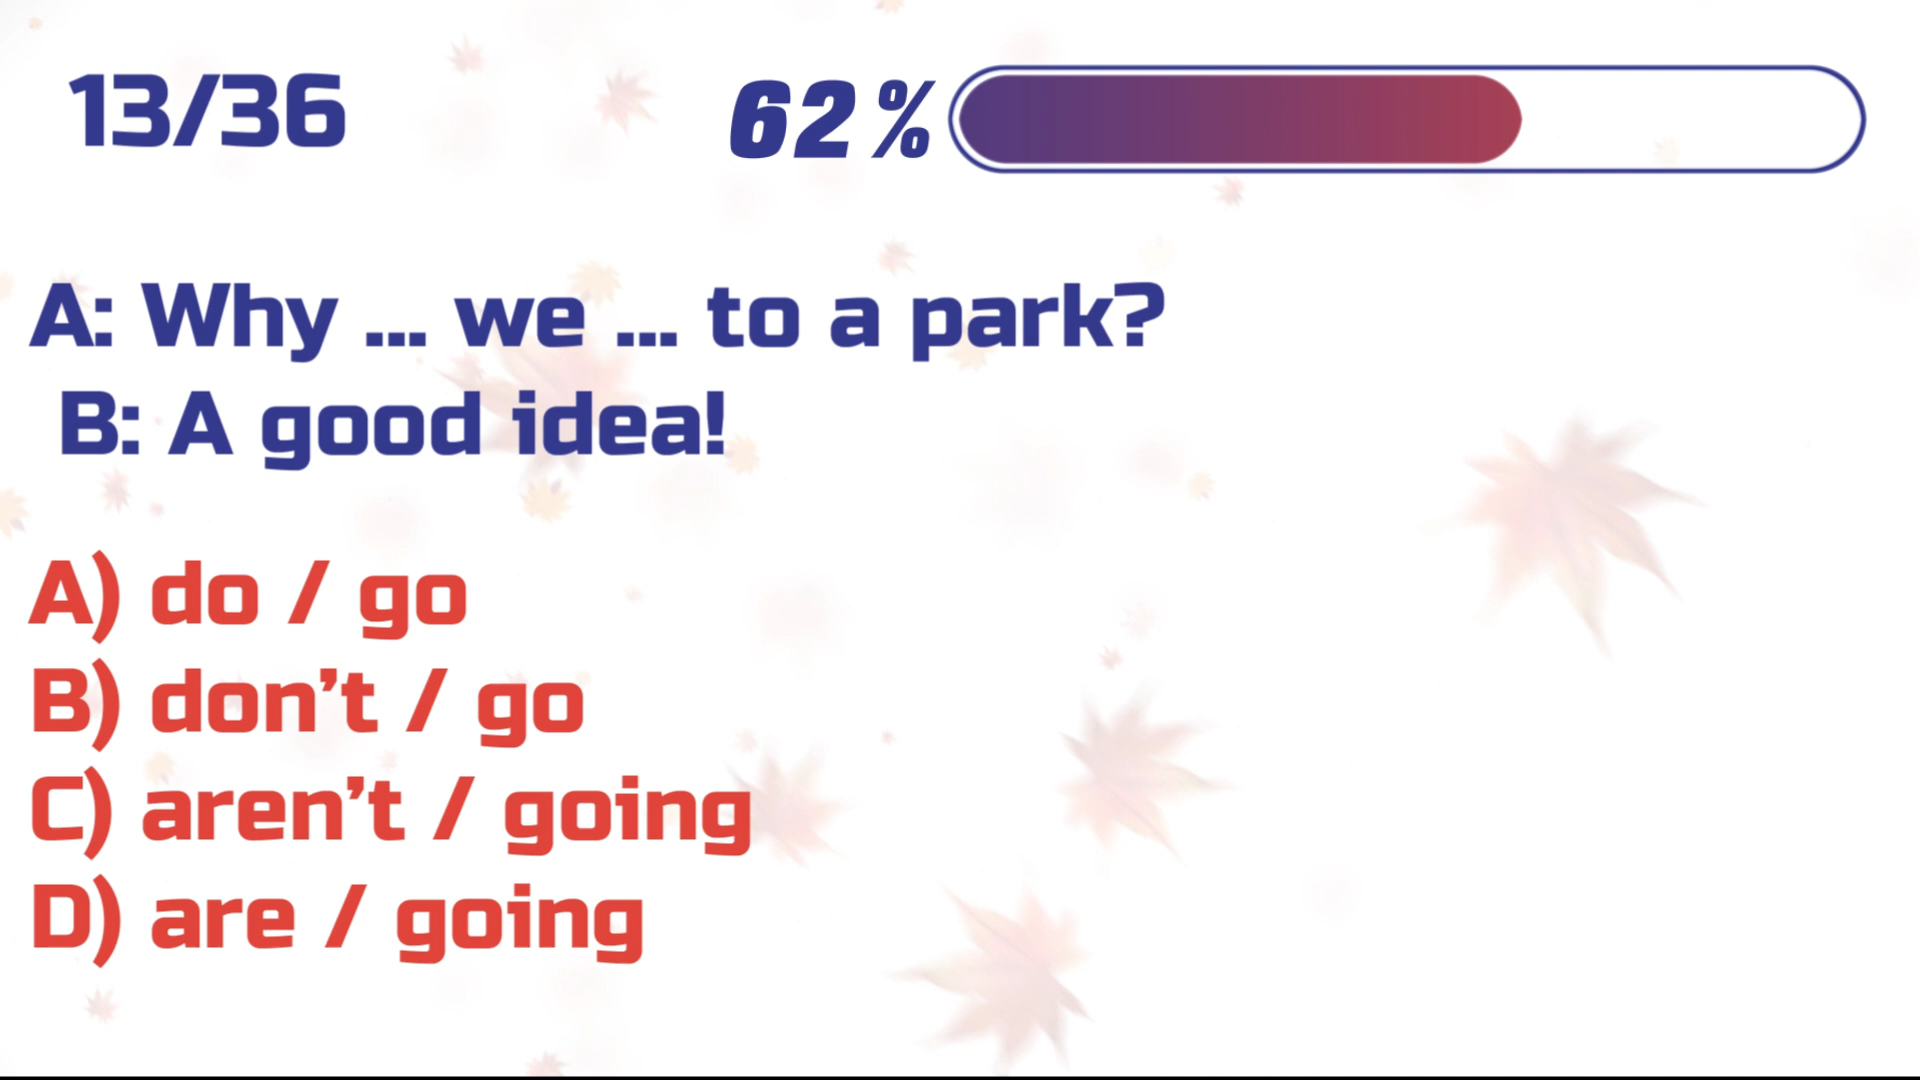 13/36
62%
A: Why ... we ... to a park?
B: A good idea!
A) do / go
B) don’t / go
C) aren’t / going
D) are / going